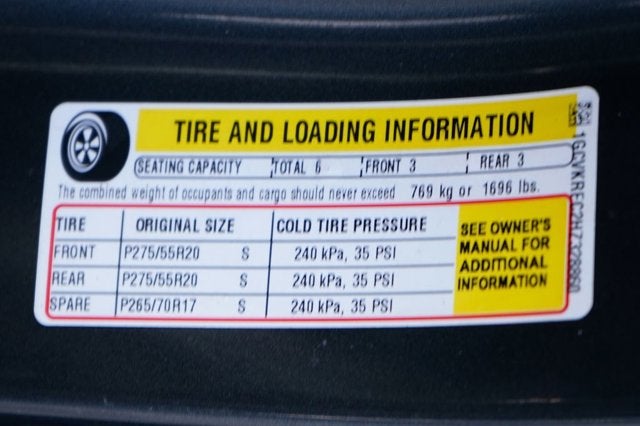 TIRE AND LOADING INFORMATION
SEATING CAPACITY TOTAL 6 FRONT 3 REAR 3
The combined weight of occupants and cargo should never exceed 769 kg or 1696 lbs.
TIRE ORIGINAL SIZE COLD TIRE PRESSURE
FRONT P275/55R20 S 240 kPa, 35 PSI
REAR P275/55R20 S 240 kPa, 35 PSI
SPARE P265/70R17 S 240 kPa, 35 PSI
SEE OWNER'S
MANUAL FOR
ADDITIONAL
INFORMATION